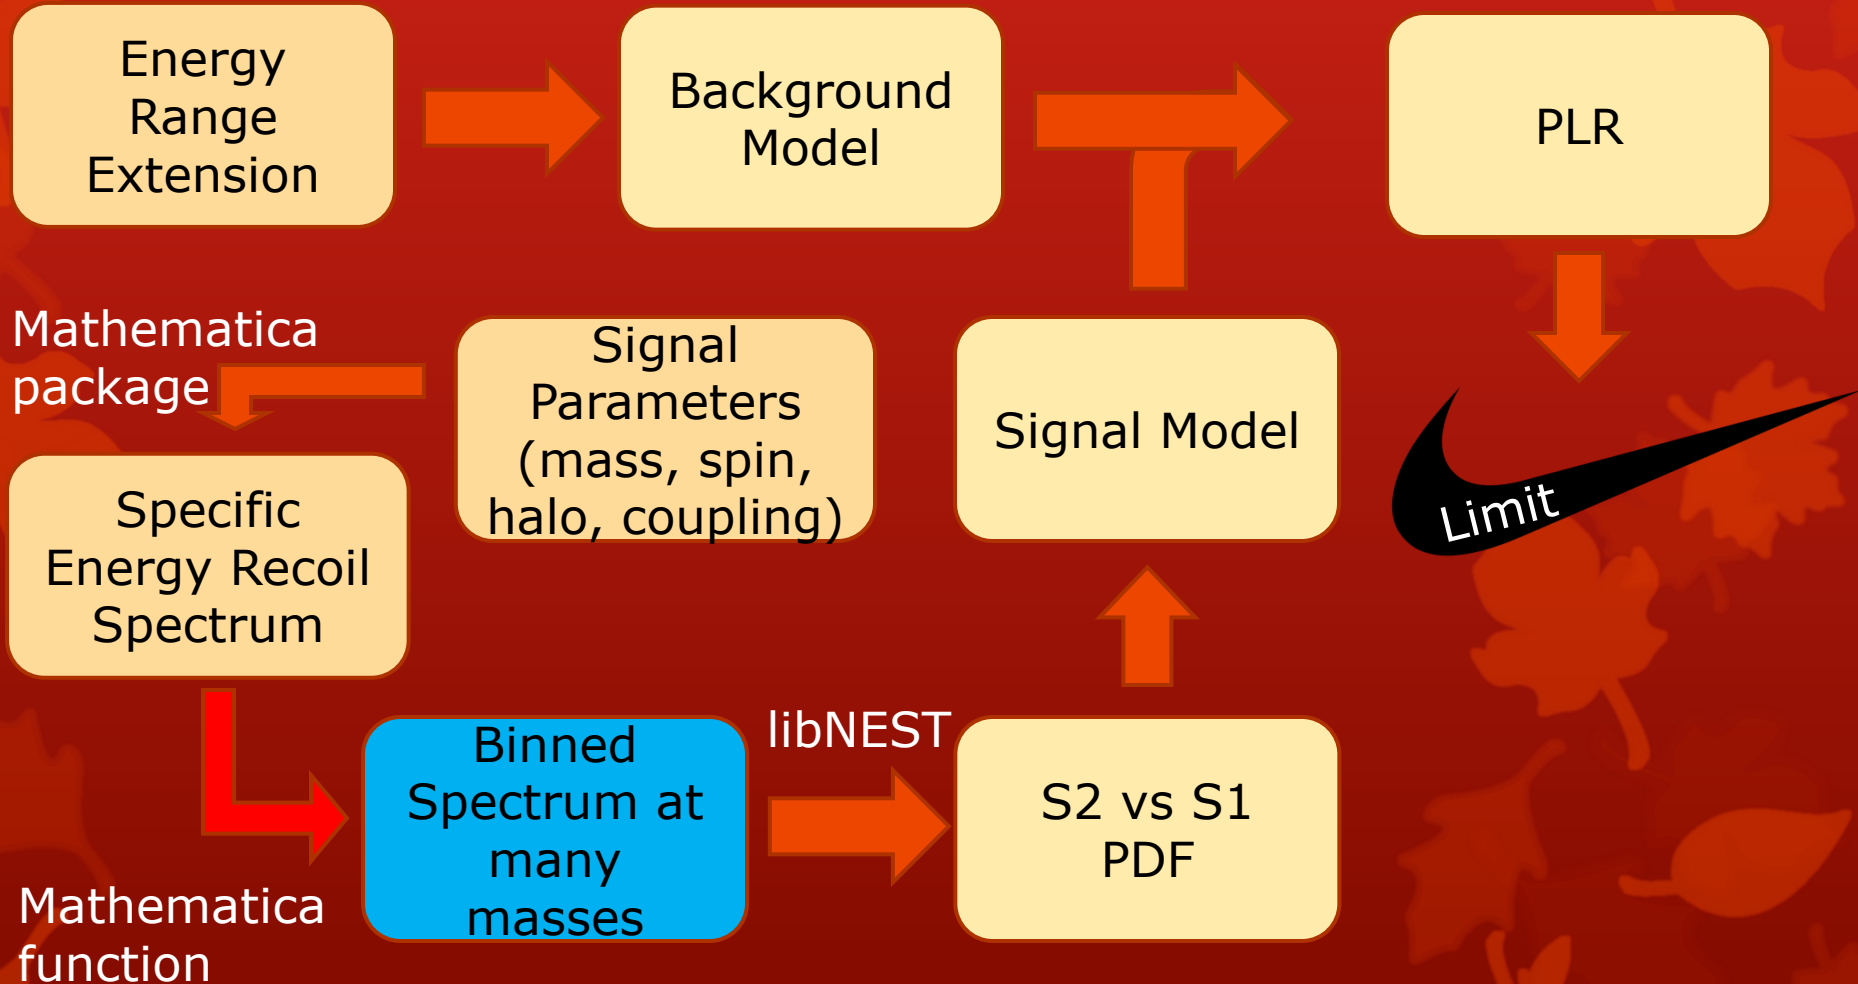 Energy
Range
Extension
Background
Model
PLR
Mathematica
package
Signal
Parameters
(mass, spin,
halo, coupling)
Signal Model
Limit
Specific
Energy Recoil
Spectrum
Binned
Spectrum at
many
masses
libNEST
S2 vs S1
PDF
Mathematica
function